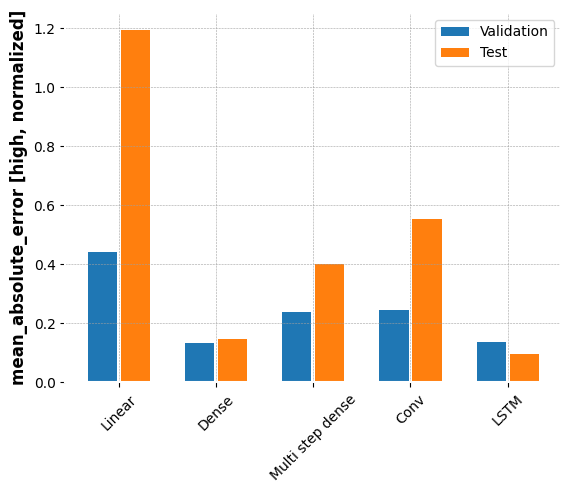 mean_absolute_error [high, normalized]
1.2
1.0
0.8
0.6
0.4
0.2
0.0
Validation
Test
Linear
Dense
Multi step dense
Conv
LSTM